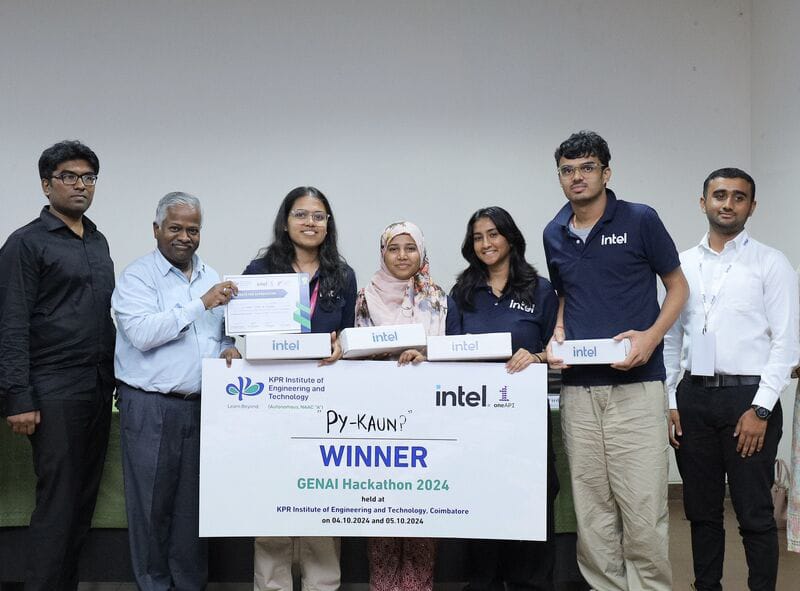 intel
intel
intel
intel
intel
intel
intel
KPR Institute of
Engineering and
Technology
Learn Beyond
(Autonomous, NAAC "A")
intel
oneAPI
"PY-KAUN?"
WINNER
GENAI Hackathon 2024
held at
KPR Institute of Engineering and Technology, Coimbatore
on 04.10.2024 and 05.10.2024